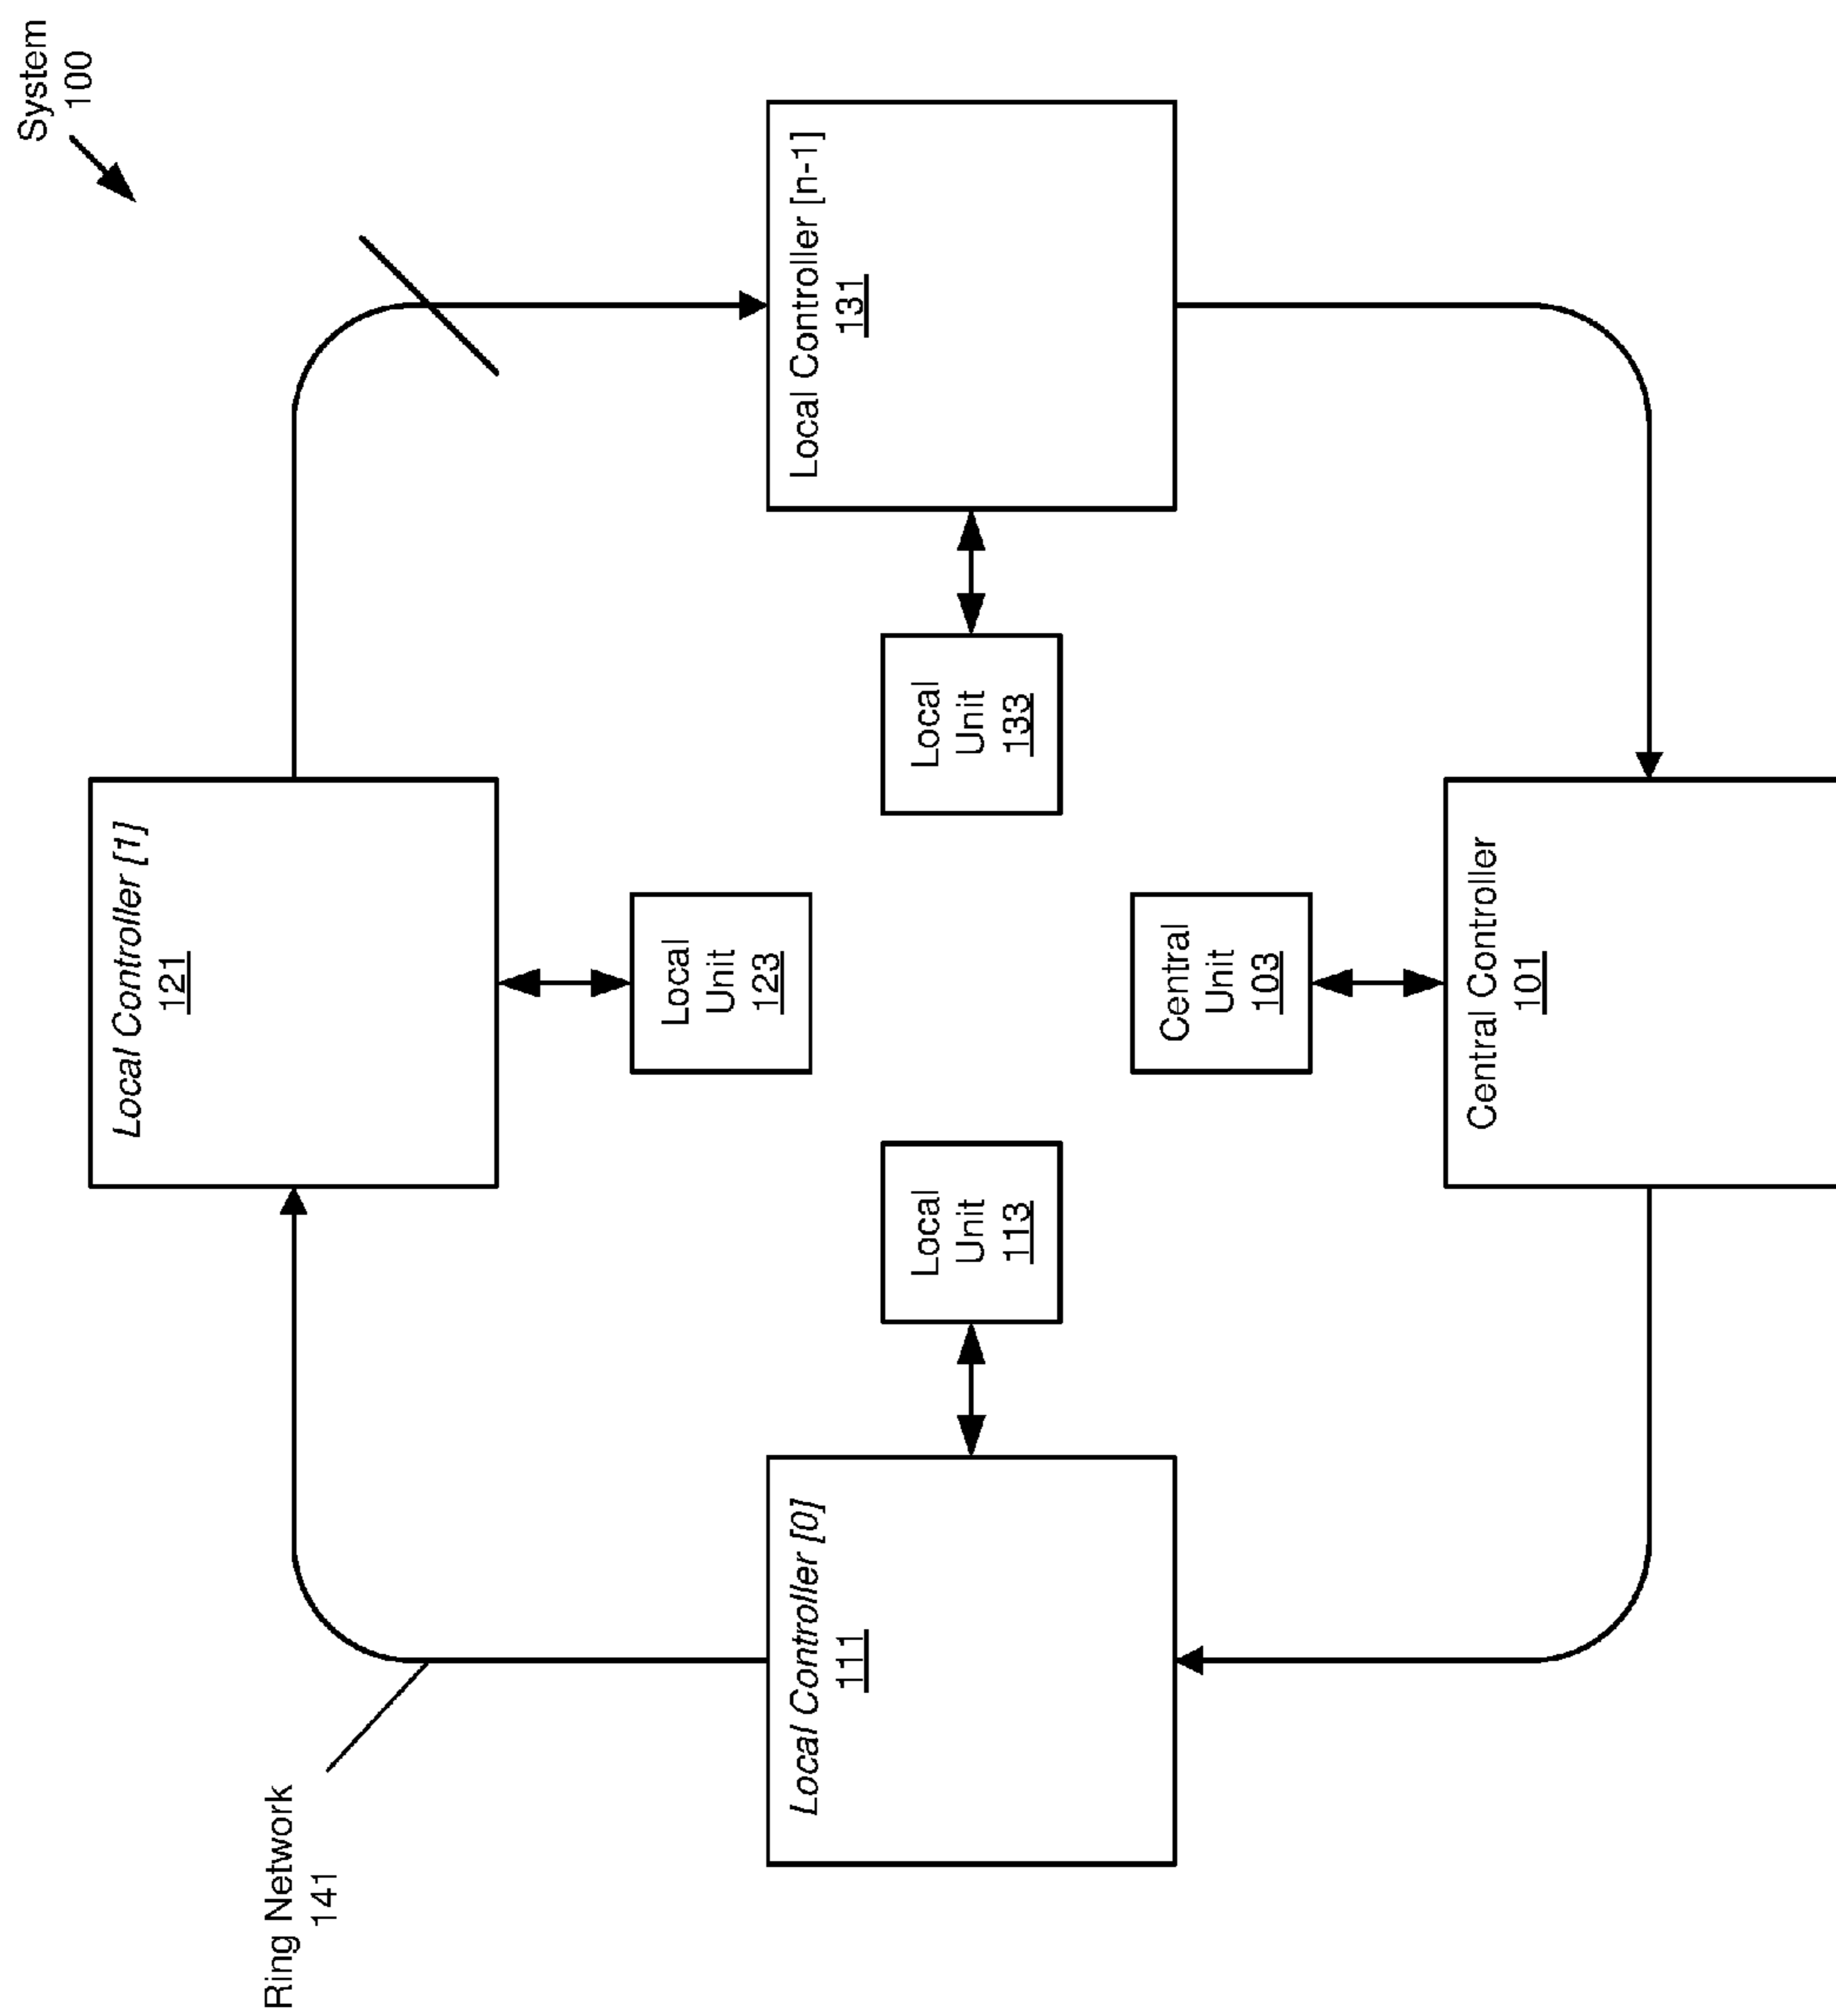 System
100
Ring Network
141
Local Controller [1]
121
Local
Unit
123
Local Controller [0]
111
Local
Unit
113
Local
Unit
133
Local Controller [n-1]
131
Central
Unit
103
Central Controller
101